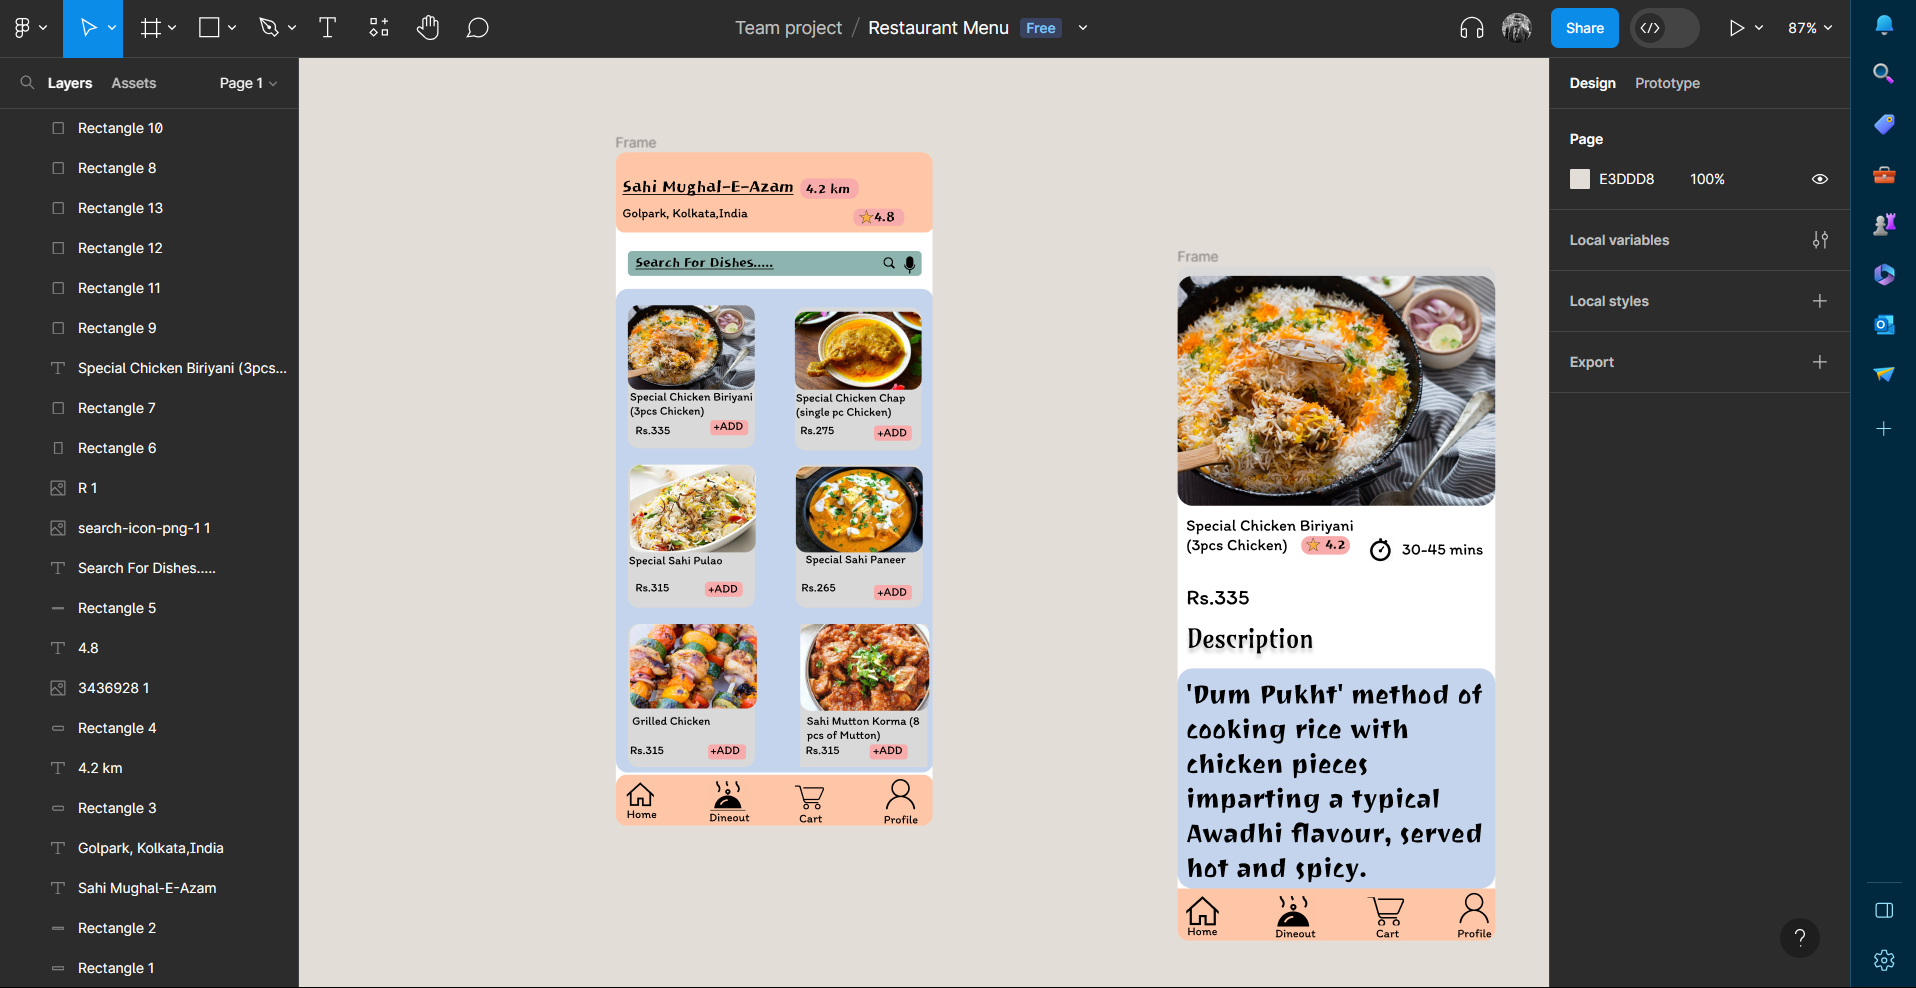 Team project / Restaurant Menu Free
Share
87%
Layers Assets Page 1
Rectangle 10
Rectangle 8
Rectangle 13
Rectangle 12
Rectangle 11
Rectangle 9
Special Chicken Biriyani (3pcs...
Rectangle 7
Rectangle 6
R 1
search-icon-png-1 1
Search For Dishes.....
Rectangle 5
4.8
3436928 1
Rectangle 4
4.2 km
Rectangle 3
Golpark, Kolkata,India
Sahi Mughal-E-Azam
Rectangle 2
Rectangle 1
Frame
Sahi Mughal-E-Azam 4.2 km
Golpark, Kolkata,India
4.8
Search For Dishes.....
Special Chicken Biriyani
(3pcs Chicken)
Rs.335 +ADD
Special Chicken Chap
(single pc Chicken)
Rs.275 +ADD
Special Sahi Pulao
Rs.315 +ADD
Special Sahi Paneer
Rs.265 +ADD
Grilled Chicken
Rs.315 +ADD
Sahi Mutton Korma (8
pcs of Mutton)
Rs.315 +ADD
Home Dineout Cart Profile
Frame
Special Chicken Biriyani
(3pcs Chicken) 4.2 30-45 mins
Rs.335
Description
'Dum Pukht' method of
cooking rice with
chicken pieces
imparting a typical
Awadhi flavour, served
hot and spicy.
Home Dineout Cart Profile
Design Prototype
Page
E3DDD8 100%
Local variables
Local styles
Export
?